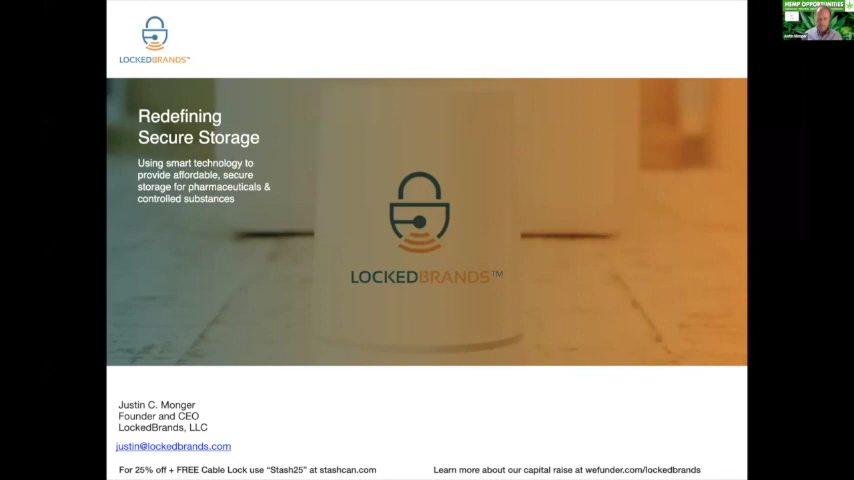 LOCKEDBRANDS™
HEMP OPPORTUNITIES
Justin Monger
Redefining
Secure Storage
Using smart technology to
provide affordable, secure
storage for pharmaceuticals &
controlled substances
LOCKEDBRANDS™
Justin C. Monger
Founder and CEO
LockedBrands, LLC
justin@lockedbrands.com
For 25% off + FREE Cable Lock use “Stash25” at stashcan.com
Learn more about our capital raise at wefunder.com/lockedbrands